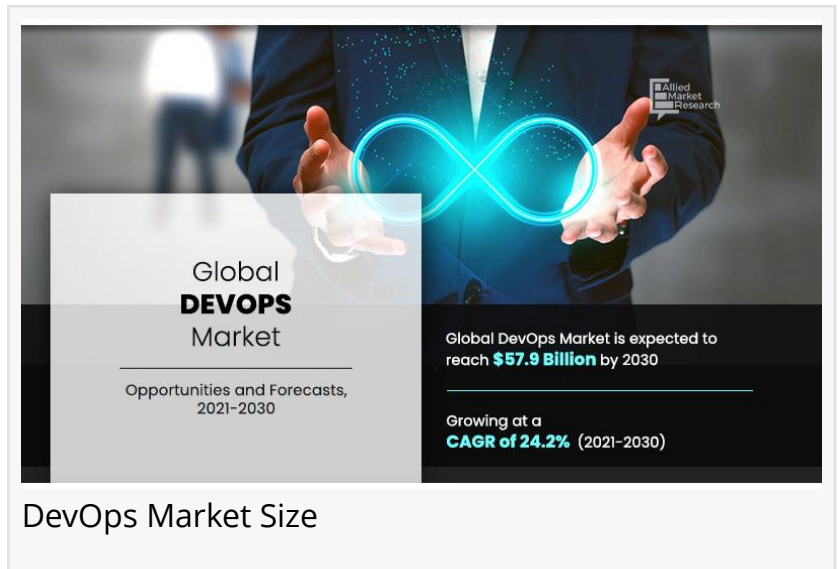 Allied
Market
Research
Global
DEVOPS
Market
Opportunities and Forecasts,
2021-2030
Global DevOps Market is expected to
reach $57.9 Billion by 2030
Growing at a
CAGR of 24.2% (2021-2030)
DevOps Market Size